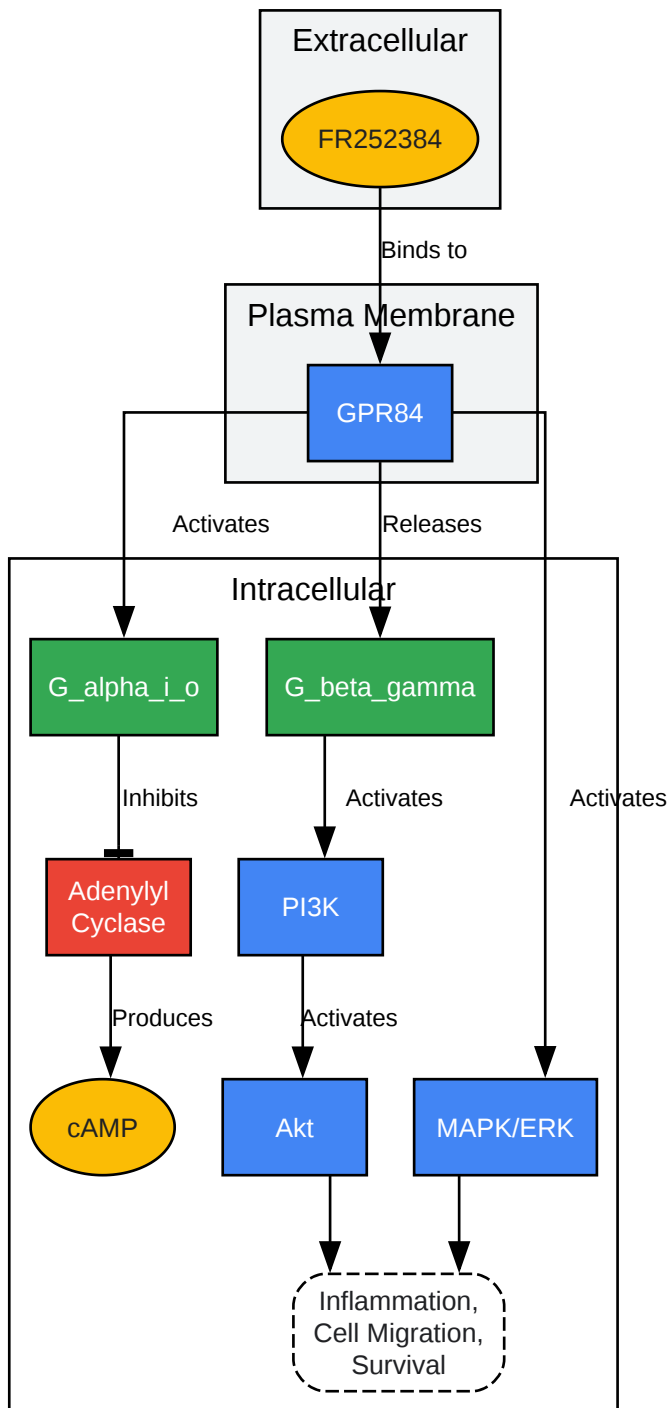 Extracellular
FR252384
Binds to
Plasma Membrane
GPR84
Activates
Releases
Intracellular
G_alpha_i_o
G_beta_gamma
Inhibits
Activates
Activates
Adenylyl
Cyclase
PI3K
Produces
Activates
cAMP
Akt
MAPK/ERK
Inflammation,
Cell Migration,
Survival